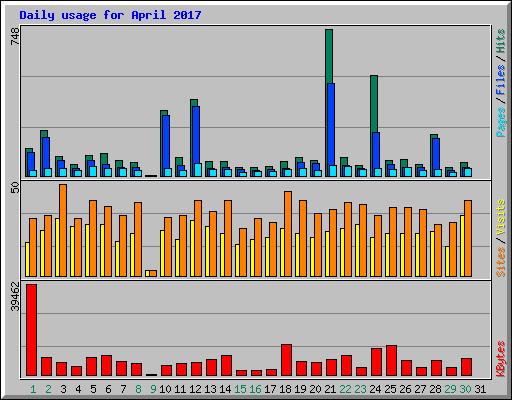 Daily usage for April 2017
748
Pages / Files / Hits
50
Sites / Visits
39462
KBytes
1 2 3 4 5 6 7 8 9 10 11 12 13 14 15 16 17 18 19 20 21 22 23 24 25 26 27 28 29 30 31